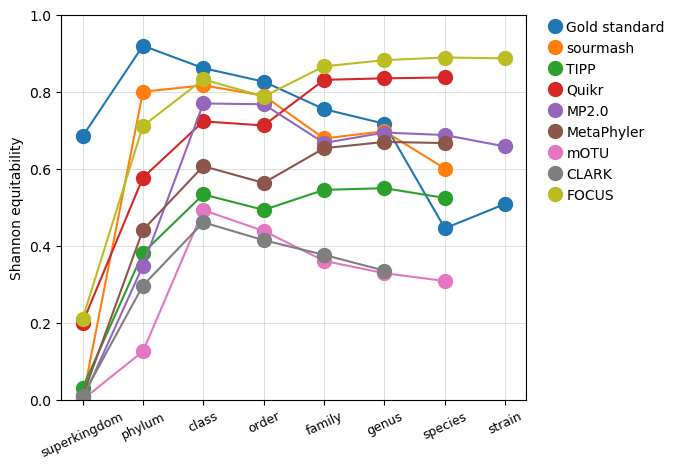 Shannon equitability
1.0
0.8
0.6
0.4
0.2
0.0
superkingdom
phylum
class
order
family
genus
species
strain
Gold standard
sourmash
TIPP
Quikr
MP2.0
MetaPhyler
mOTU
CLARK
FOCUS